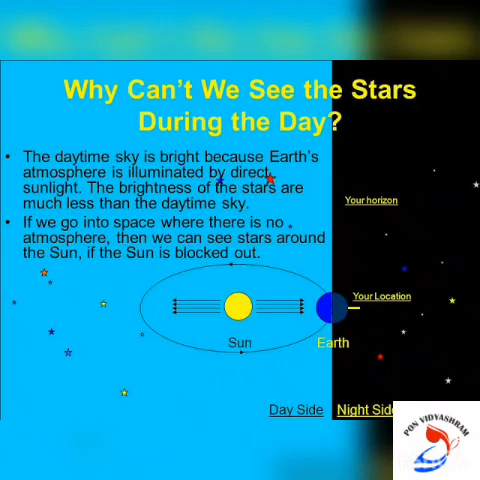 Why Can't We See the Stars
During the Day?
• The daytime sky is bright because Earth's
atmosphere is illuminated by direct
sunlight. The brightness of the stars are
much less than the daytime sky.
• If we go into space where there is no
atmosphere, then we can see stars around
the Sun, if the Sun is blocked out.
Your horizon
Your Location
Sun
Earth
Day Side
Night Side
PON VIDYASHRAM